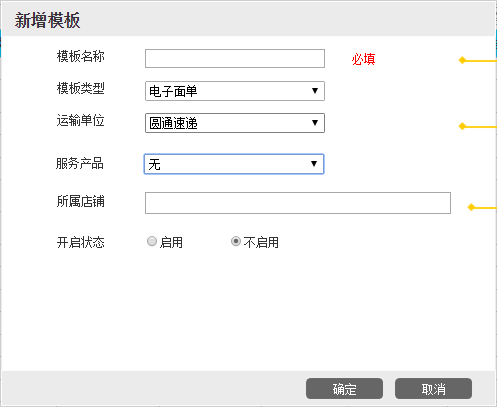 新增模板
模板名称 必填
模板类型 电子面单
运输单位 圆通速递
服务产品 无
所属店铺
开启状态 启用 不启用
确定 取消